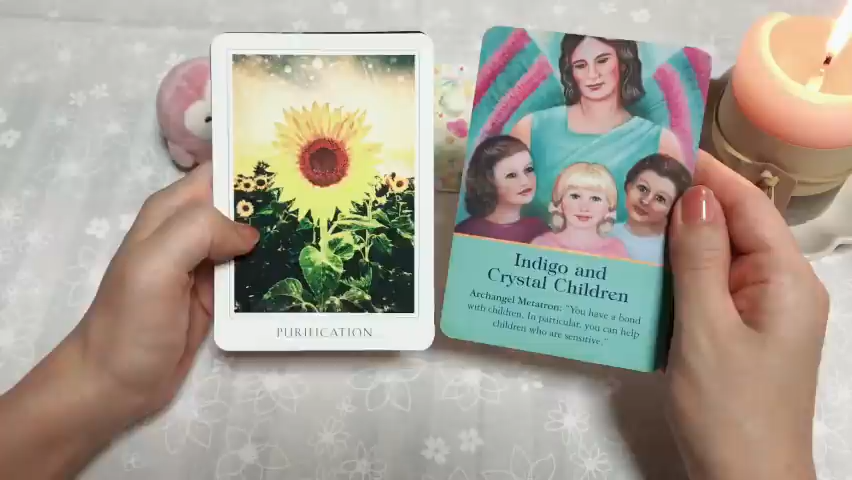 PURIFICATION
Indigo and
Crystal Children
Archangel Metatron: "You have a bond
with children. In particular, you can help
children who are sensitive."